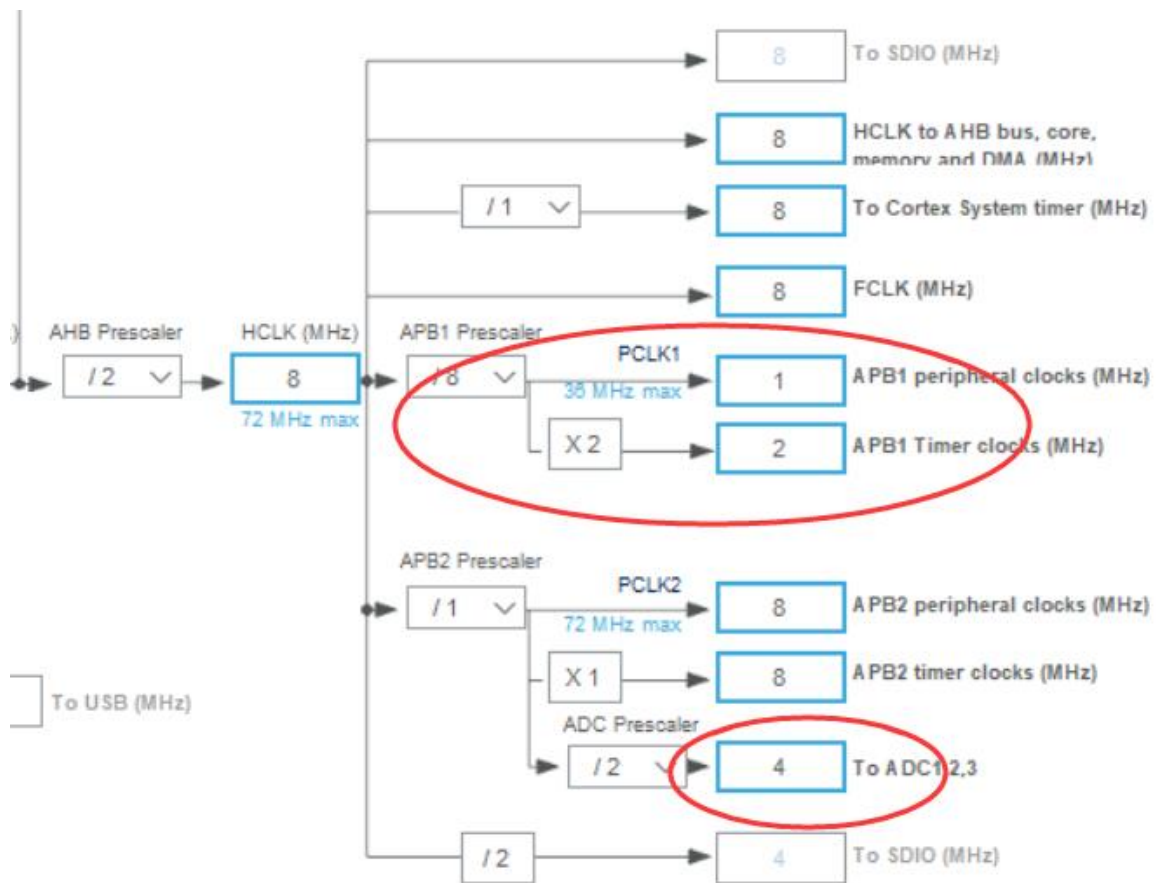 8
To SDIO (MHz)
8
HCLK to AHB bus, core,
memory and DMA (MHz)
/ 1
8
To Cortex System timer (MHz)
8
FCLK (MHz)
)
AHB Prescaler
HCLK (MHz)
APB1 Prescaler
PCLK1
/ 2
8
/ 8
1
APB1 peripheral clocks (MHz)
36 MHz max
72 MHz max
X 2
2
APB1 Timer clocks (MHz)
APB2 Prescaler
PCLK2
/ 1
8
APB2 peripheral clocks (MHz)
72 MHz max
X 1
8
APB2 timer clocks (MHz)
To USB (MHz)
ADC Prescaler
/ 2
4
To ADC1,2,3
/ 2
4
To SDIO (MHz)